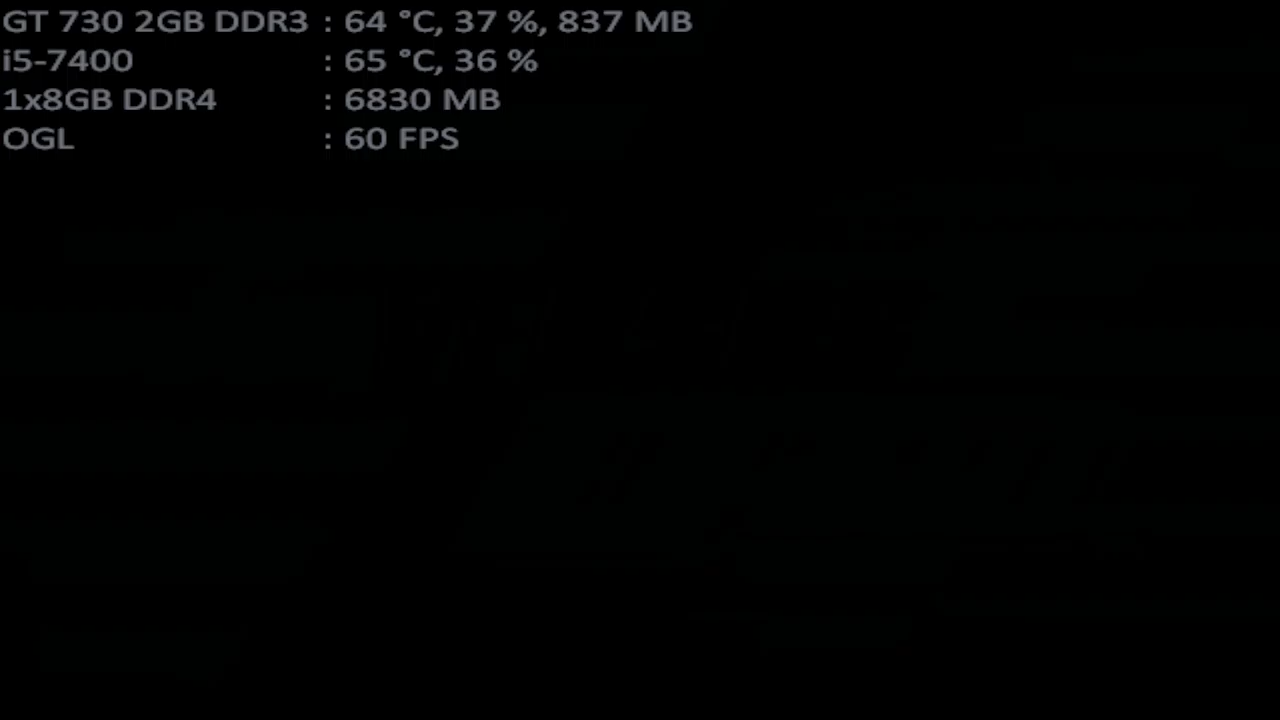 GT 730 2GB DDR3 : 64 °C, 37 %, 837 MB
i5-7400 : 65 °C, 36 %
1x8GB DDR4 : 6830 MB
OGL : 60 FPS